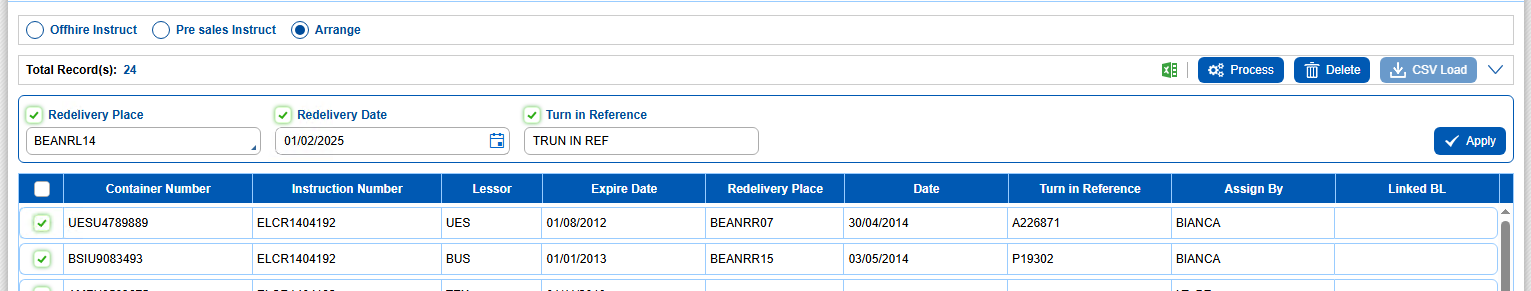 Offhire Instruct Pre sales Instruct Arrange
Total Record(s): 24 Process Delete CSV Load
Redelivery Place Redelivery Date Turn in Reference
BEANRL14 01/02/2025 TRUN IN REF Apply
Container Number Instruction Number Lessor Expire Date Redelivery Place Date Turn in Reference Assign By Linked BL
UESU4789889 ELCR1404192 UES 01/08/2012 BEANRR07 30/04/2014 A226871 BIANCA
BSIU9083493 ELCR1404192 BUS 01/01/2013 BEANRR15 03/05/2014 P19302 BIANCA